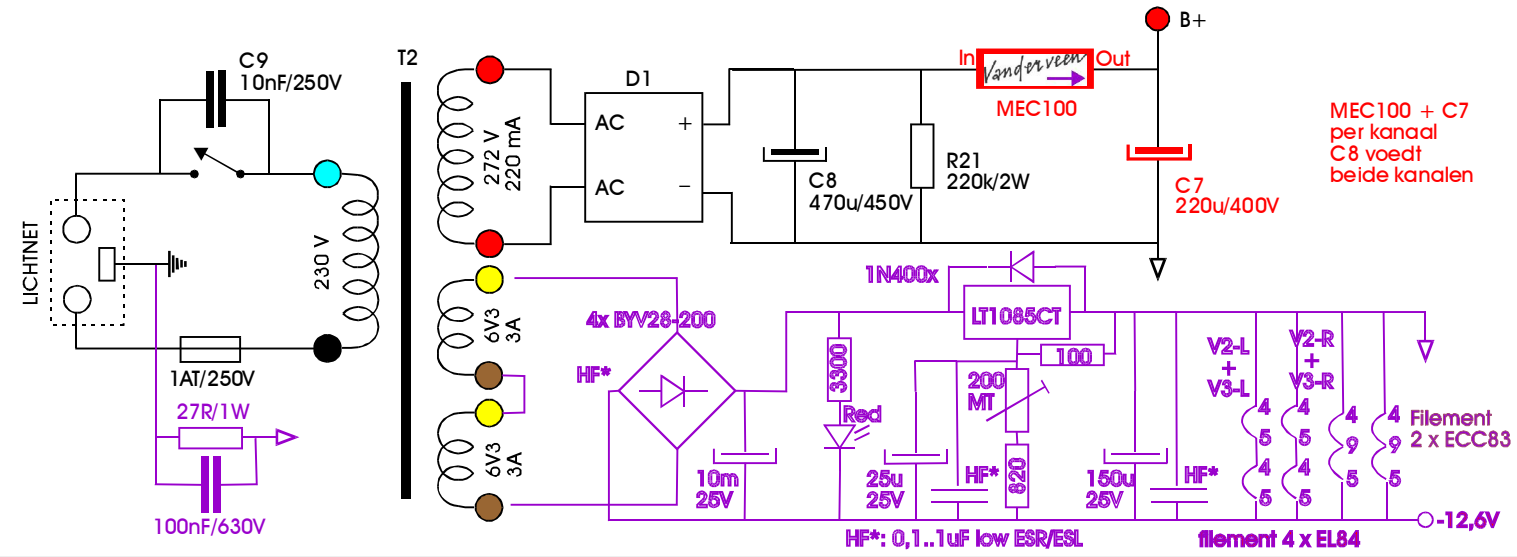 C9
10nF/250V
LICHTNET
230 V
1AT/250V
27R/1W
100nF/630V
T2
272 V
220 mA
6V3
3A
6V3
3A
D1
AC
+
AC
−
C8
470u/450V
R21
220k/2W
In
Vanderveen
Out
MEC100
B+
C7
220u/400V
MEC100 + C7
per kanaal
C8 voedt
beide kanalen
4x BYV28-200
HF*
10m
25V
3300
Red
1N400x
LT1085CT
100
200
MT
820
25u
25V
HF*
150u
25V
HF*
V2-L
+
V3-L
V2-R
+
V3-R
4
5
4
5
4
5
4
5
4
9
5
4
9
5
Filement
2 x ECC83
-12,6V
HF*: 0,1..1uF low ESR/ESL
filement 4 x EL84